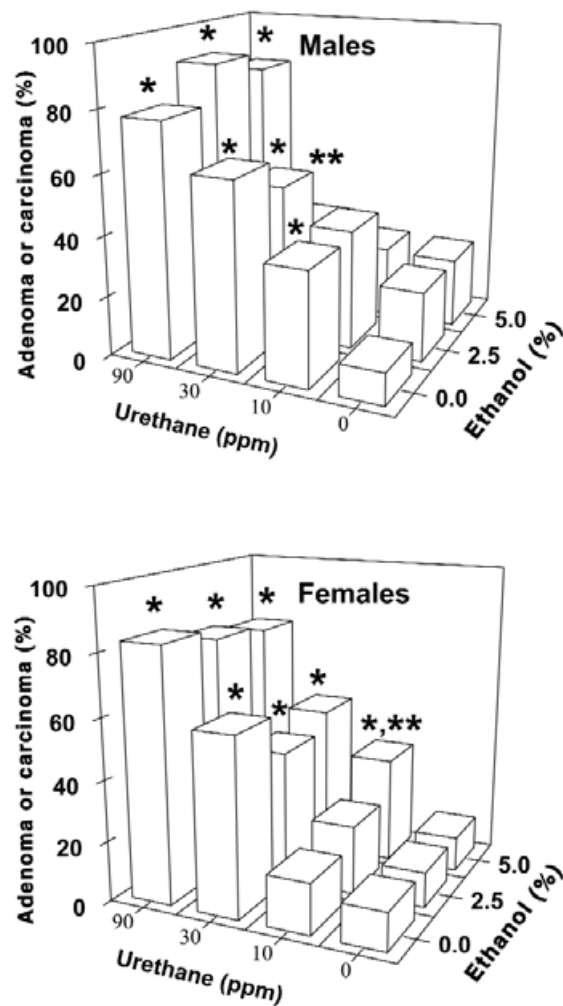 Males
Adenoma or carcinoma (%)
100
80
60
40
20
0
* * *
* * **
*
90
30
10
0
Urethane (ppm)
0.0
2.5
5.0
Ethanol (%)
Females
Adenoma or carcinoma (%)
100
80
60
40
20
0
* * *
* * *
*,**
90
30
10
0
Urethane (ppm)
0.0
2.5
5.0
Ethanol (%)